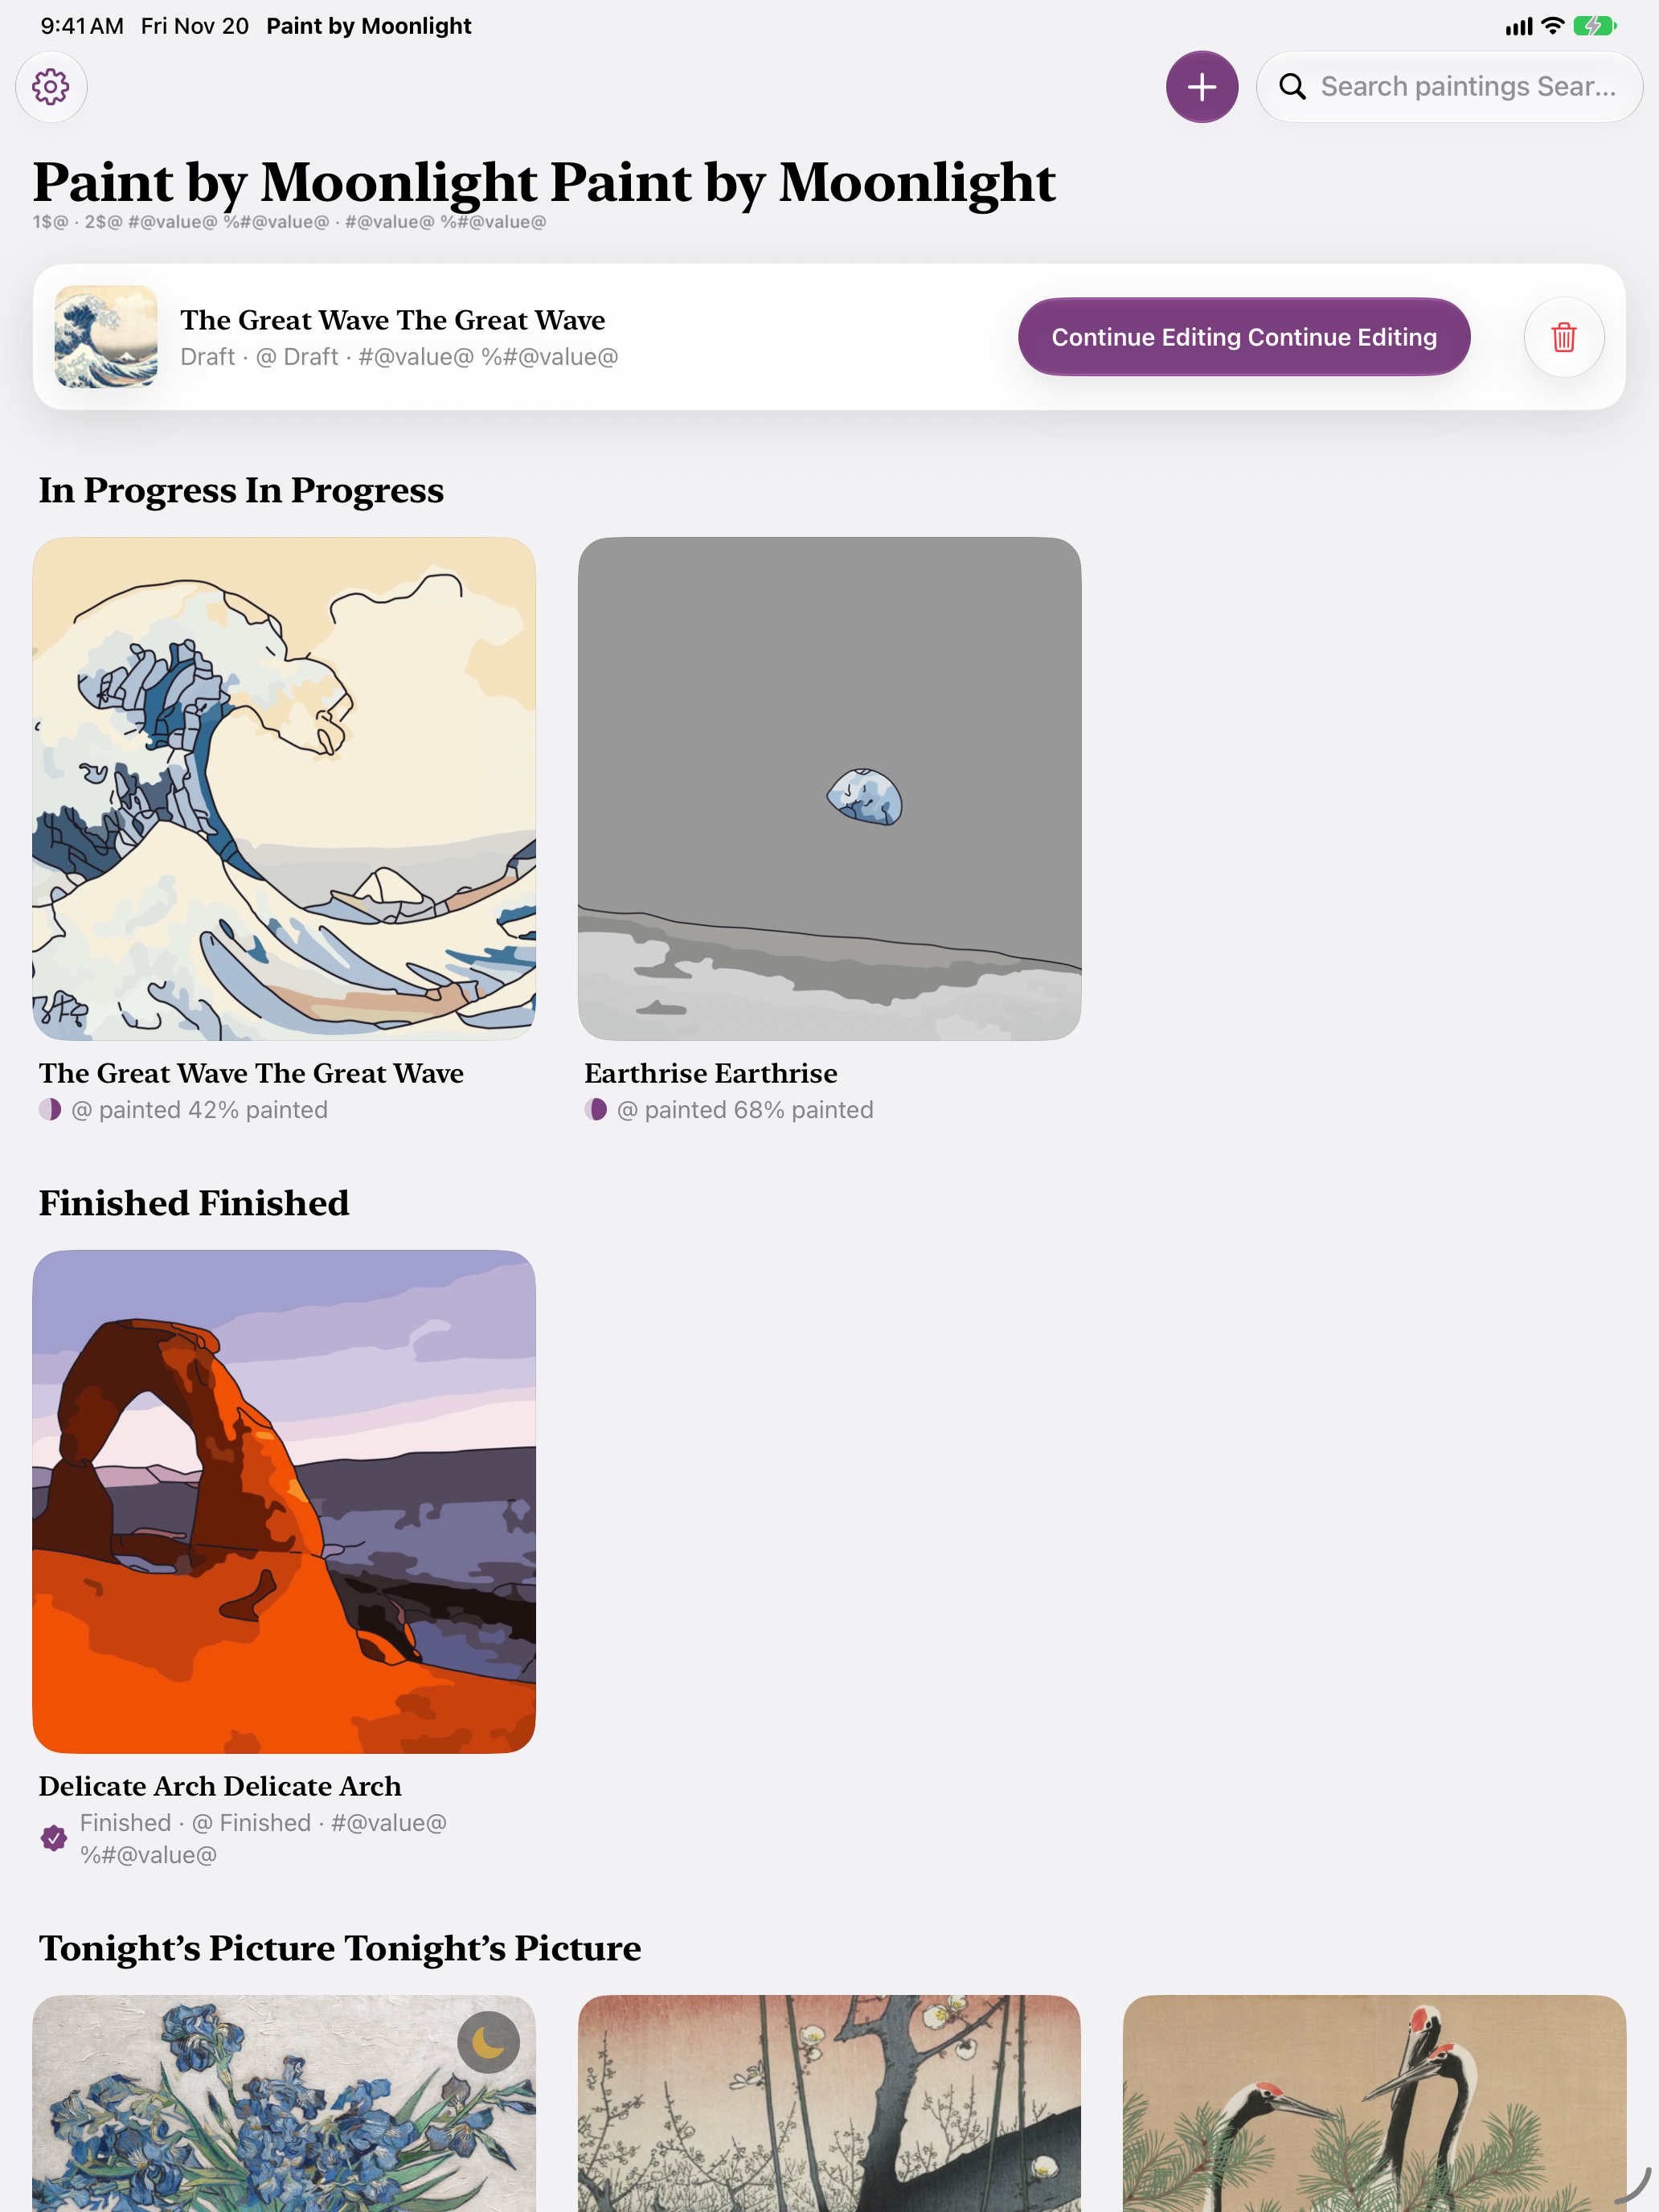 9:41 AM Fri Nov 20 Paint by Moonlight
Search paintings Sear...
Paint by Moonlight Paint by Moonlight
1$@ · 2$@ #@value@ %#@value@ · #@value@ %#@value@
The Great Wave The Great Wave
Draft · @ Draft · #@value@ %#@value@
Continue Editing Continue Editing
In Progress In Progress
The Great Wave The Great Wave
@ painted 42% painted
Earthrise Earthrise
@ painted 68% painted
Finished Finished
Delicate Arch Delicate Arch
Finished · @ Finished · #@value@
%#@value@
Tonight’s Picture Tonight’s Picture